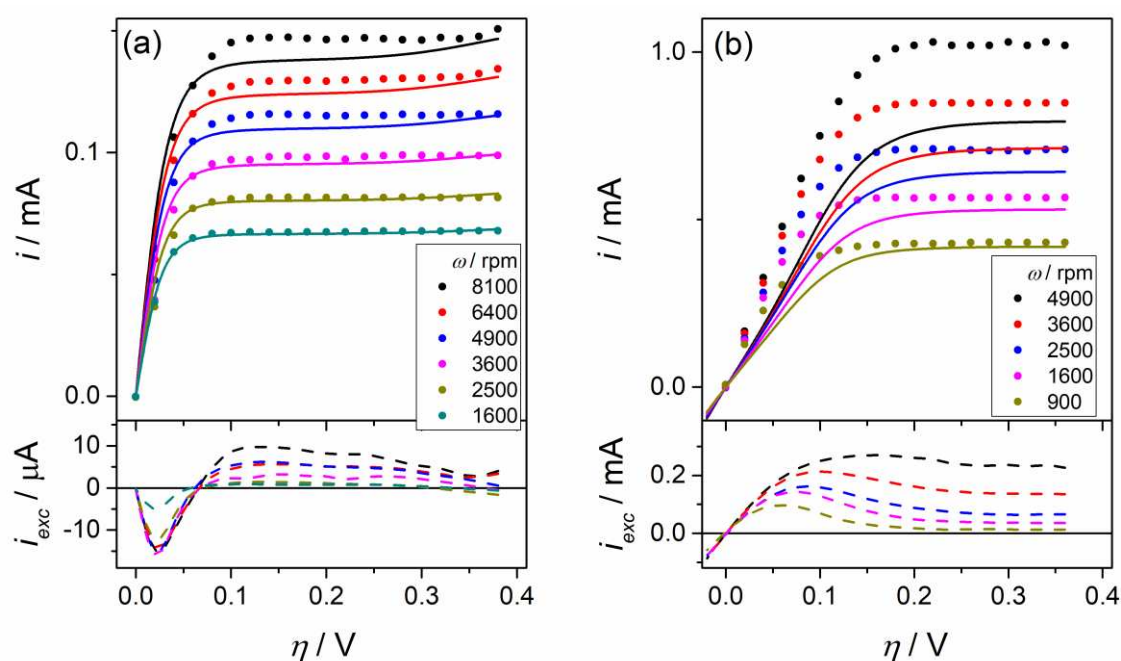 (a)
i / mA
0.1
0.0
ω / rpm
8100
6400
4900
3600
2500
1600
i_exc / μA
10
0
-10
0.0 0.1 0.2 0.3 0.4
η / V
(b)
i / mA
1.0
0.0
ω / rpm
4900
3600
2500
1600
900
i_exc / mA
0.2
0.0
0.0 0.1 0.2 0.3 0.4
η / V